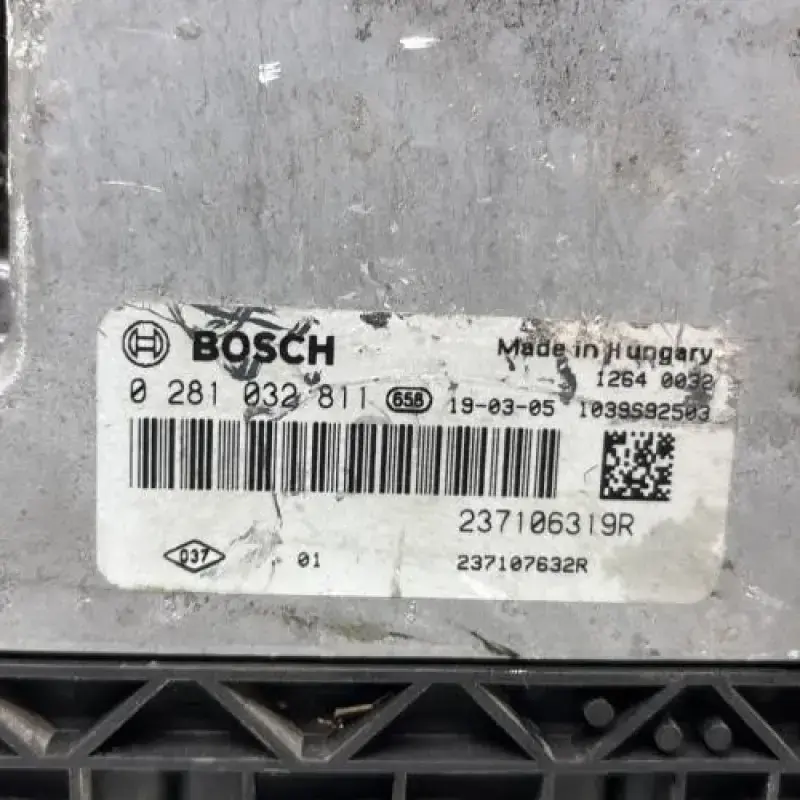 BOSCH Made in Hungary
1264 0032
0 281 032 811 658 19-03-05 1039S92503
237106319R
037 01 237107632R